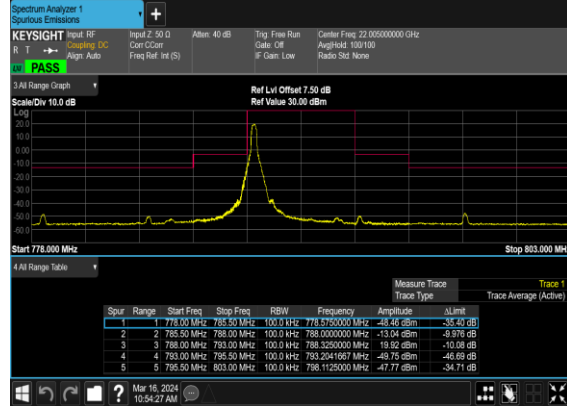 Spectrum Analyzer 1
Spurious Emissions
+
KEYSIGHT Input: RF Input Z: 50 Ω Atten: 40 dB Trig: Free Run Center Freq: 22.005000000 GHz
R T Coupling: DC Corr CCorr Gate: Off Avg|Hold: 100/100
Align: Auto Freq Ref: Int (S) IF Gain: Low Radio Std: None
LW PASS
3 All Range Graph
Ref Lvl Offset 7.50 dB
Scale/Div 10.0 dB Ref Value 30.00 dBm
Log
20.0
10.0
0.00
-10.0
-20.0
-30.0
-40.0
-50.0
-60.0
Start 778.000 MHz Stop 803.000 MHz
4 All Range Table
Measure Trace Trace 1
Trace Type Trace Average (Active)
Spur Range Start Freq Stop Freq RBW Frequency Amplitude ΔLimit
1 1 778.00 MHz 785.50 MHz 100.0 kHz 778.5750000 MHz -48.46 dBm -35.40 dB
2 2 785.50 MHz 788.00 MHz 100.0 kHz 788.0000000 MHz -13.04 dBm -9.976 dB
3 3 788.00 MHz 793.00 MHz 100.0 kHz 788.3250000 MHz 19.92 dBm -10.08 dB
4 4 793.00 MHz 795.50 MHz 100.0 kHz 793.2041667 MHz -49.75 dBm -46.69 dB
5 5 795.50 MHz 803.00 MHz 100.0 kHz 798.1125000 MHz -47.77 dBm -34.71 dB
? Mar 16, 2024
10:54:27 AM